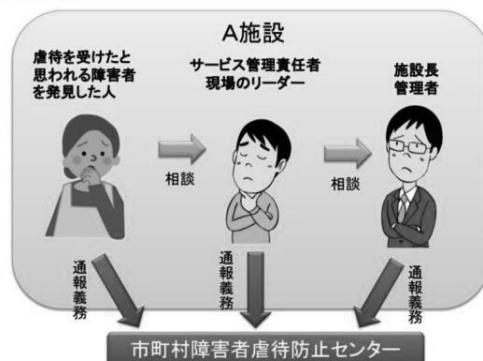 A施設
虐待を受けたと
思われる障害者
を発見した人
サービス管理責任者
現場のリーダー
施設長
管理者
相談
相談
通報義務
通報義務
通報義務
市町村障害者虐待防止センター